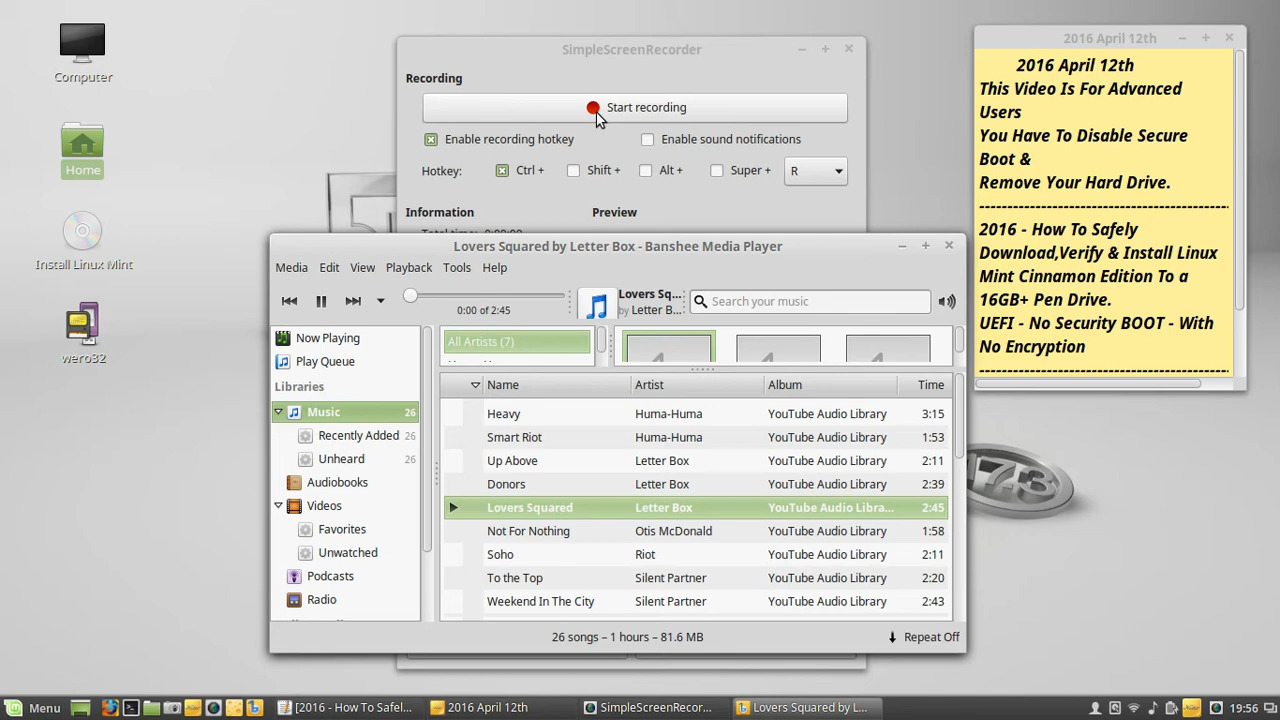 Computer
Home
Install Linux Mint
wero32
SimpleScreenRecorder
Recording
Start recording
Enable recording hotkey
Enable sound notifications
Hotkey:
Ctrl +
Shift +
Alt +
Super +
R
Information
Preview
2016 April 12th
2016 April 12th
This Video Is For Advanced
Users
You Have To Disable Secure
Boot &
Remove Your Hard Drive.
2016 - How To Safely
Download,Verify & Install Linux
Mint Cinnamon Edition To a
16GB+ Pen Drive.
UEFI - No Security BOOT - With
No Encryption
Lovers Squared by Letter Box - Banshee Media Player
Media Edit View Playback Tools Help
0:00 of 2:45
Lovers Sq...
by Letter B...
Search your music
Now Playing
Play Queue
Libraries
Music 26
Recently Added 26
Unheard 26
Audiobooks
Videos
Favorites
Unwatched
Podcasts
Radio
All Artists (7)
Name Artist Album Time
Heavy Huma-Huma YouTube Audio Library 3:15
Smart Riot Huma-Huma YouTube Audio Library 1:53
Up Above Letter Box YouTube Audio Library 2:11
Donors Letter Box YouTube Audio Library 2:39
Lovers Squared Letter Box YouTube Audio Libra... 2:45
Not For Nothing Otis McDonald YouTube Audio Library 1:58
Soho Riot YouTube Audio Library 2:11
To the Top Silent Partner YouTube Audio Library 2:20
Weekend In The City Silent Partner YouTube Audio Library 2:43
26 songs – 1 hours – 81.6 MB
Repeat Off
17.3
Menu
[2016 - How To Safel...
2016 April 12th
SimpleScreenRecor...
Lovers Squared by L...
19:56